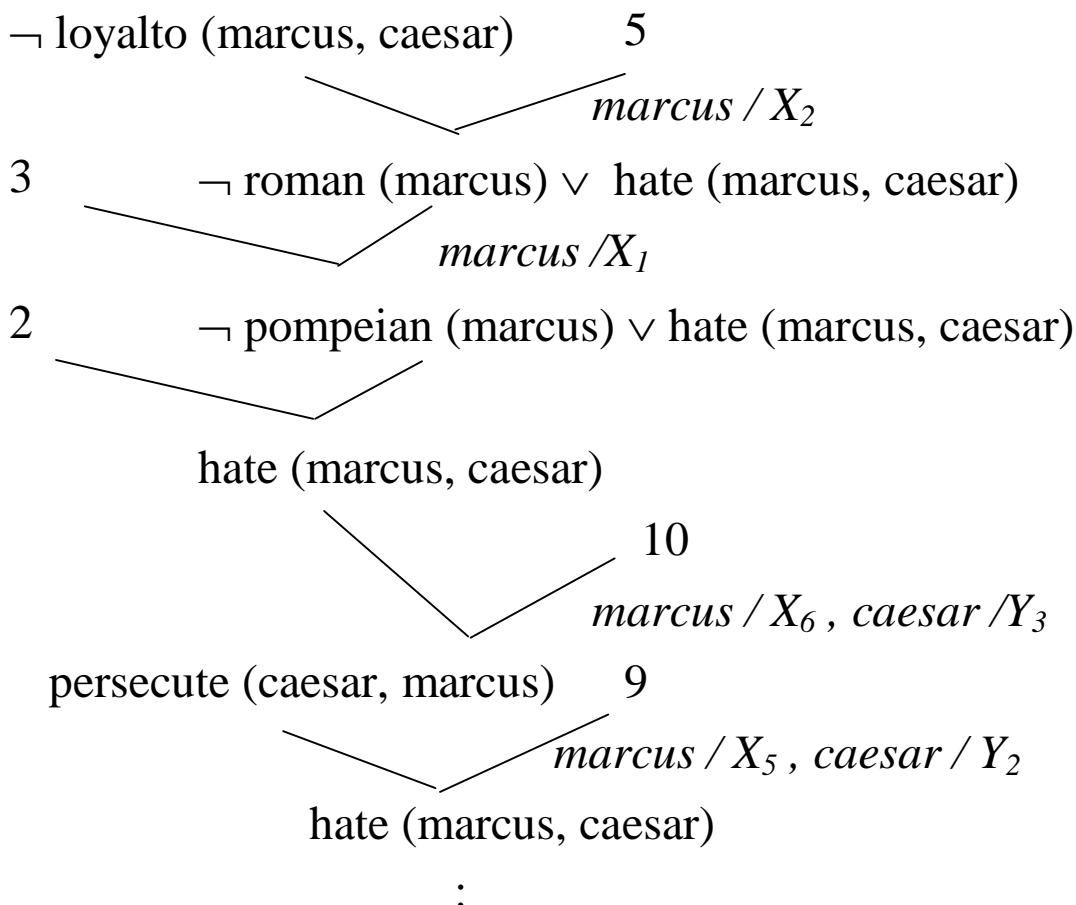 ¬ loyalto (marcus, caesar) 5
marcus / X₂
3 ¬ roman (marcus) ∨ hate (marcus, caesar)
marcus /X₁
2 ¬ pompeian (marcus) ∨ hate (marcus, caesar)
hate (marcus, caesar)
10
marcus / X₆ , caesar /Y₃
persecute (caesar, marcus) 9
marcus / X₅ , caesar / Y₂
hate (marcus, caesar)
: